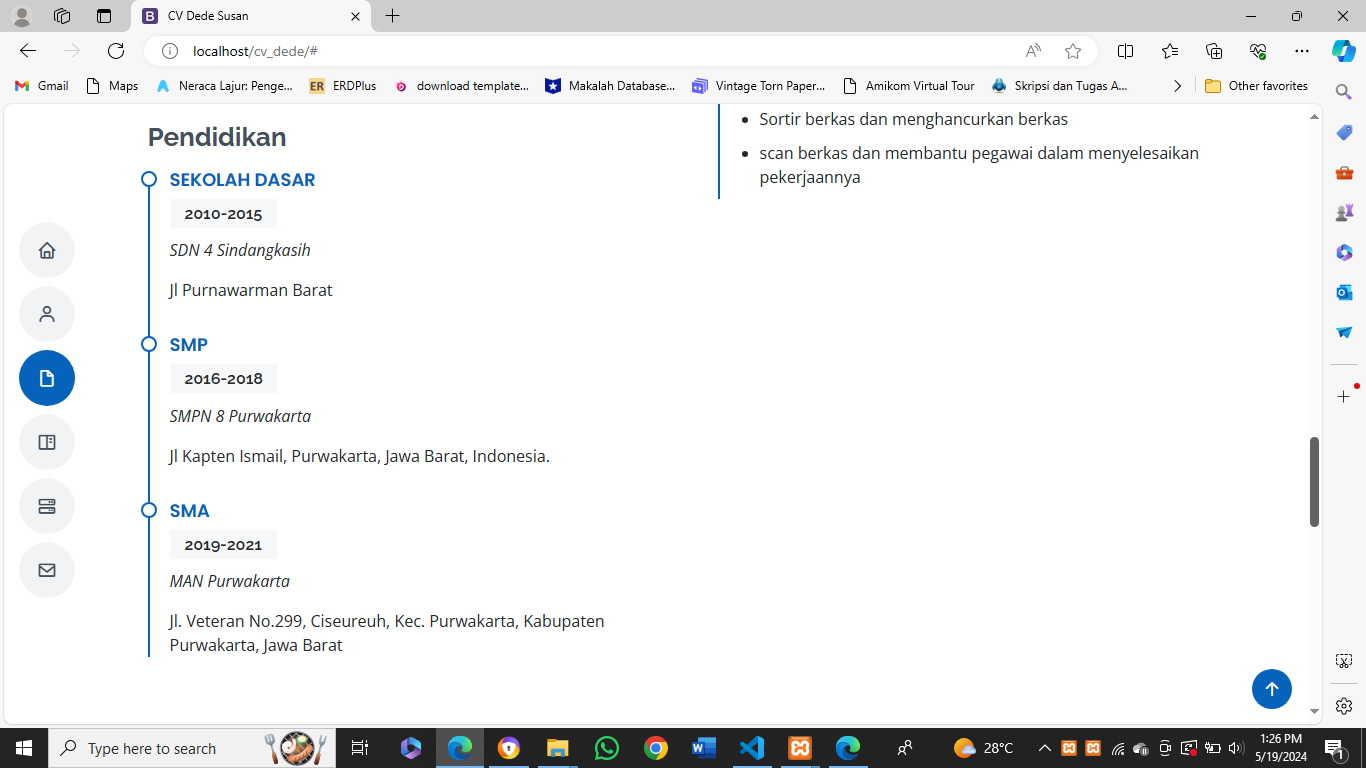 CV Dede Susan
localhost/cv_dede/#
Gmail
Maps
Neraca Lajur: Penge...
ER ERDPlus
download template...
Makalah Database...
Vintage Torn Paper...
Amikom Virtual Tour
Skripsi dan Tugas A...
Other favorites
Pendidikan
SEKOLAH DASAR
2010-2015
SDN 4 Sindangkasih
Jl Purnawarman Barat
SMP
2016-2018
SMPN 8 Purwakarta
Jl Kapten Ismail, Purwakarta, Jawa Barat, Indonesia.
SMA
2019-2021
MAN Purwakarta
Jl. Veteran No.299, Ciseureuh, Kec. Purwakarta, Kabupaten
Purwakarta, Jawa Barat
Sortir berkas dan menghancurkan berkas
scan berkas dan membantu pegawai dalam menyelesaikan
pekerjaannya
Type here to search
28°C
1:26 PM
5/19/2024
1